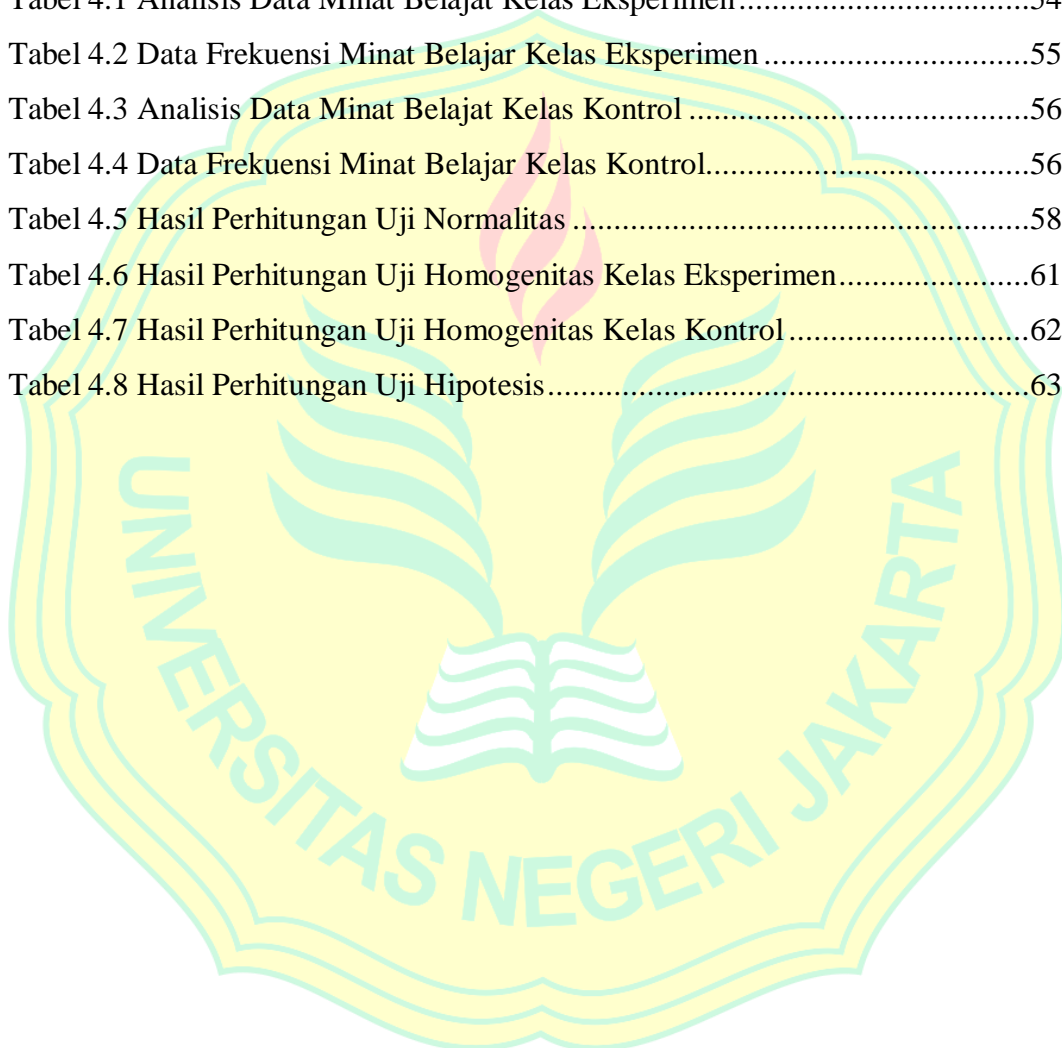 Tabel 4.1 Analisis Data Minat Belajat Kelas Eksperimen....................................54
Tabel 4.2 Data Frekuensi Minat Belajar Kelas Eksperimen .................................55
Tabel 4.3 Analisis Data Minat Belajat Kelas Kontrol ..........................................56
Tabel 4.4 Data Frekuensi Minat Belajar Kelas Kontrol........................................56
Tabel 4.5 Hasil Perhitungan Uji Normalitas .........................................................58
Tabel 4.6 Hasil Perhitungan Uji Homogenitas Kelas Eksperimen........................61
Tabel 4.7 Hasil Perhitungan Uji Homogenitas Kelas Kontrol ..............................62
Tabel 4.8 Hasil Perhitungan Uji Hipotesis............................................................63
UNIVERSITAS NEGERI JAKARTA